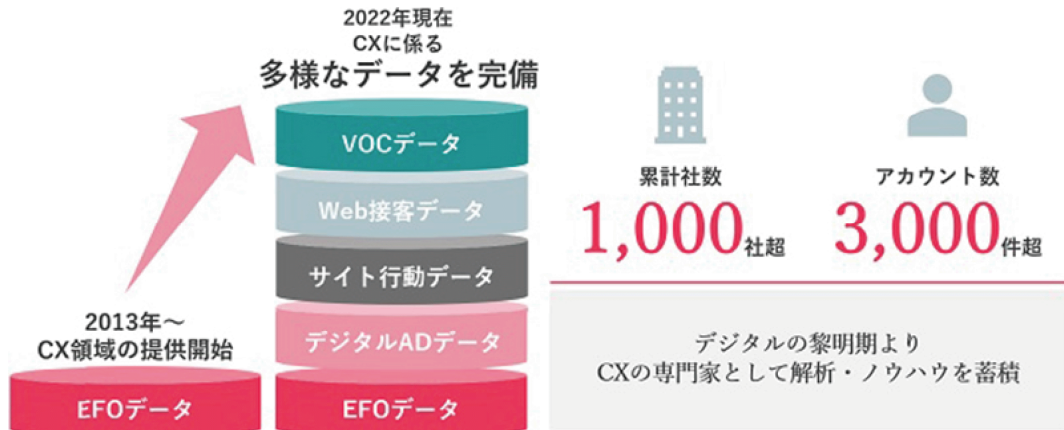 2022年現在
CXに係る
多様なデータを完備
VOCデータ
Web接客データ
サイト行動データ
デジタルADデータ
EFOデータ
2013年～
CX領域の提供開始
EFOデータ
累計社数
1,000社超
アカウント数
3,000件超
デジタルの黎明期より
CXの専門家として解析・ノウハウを蓄積